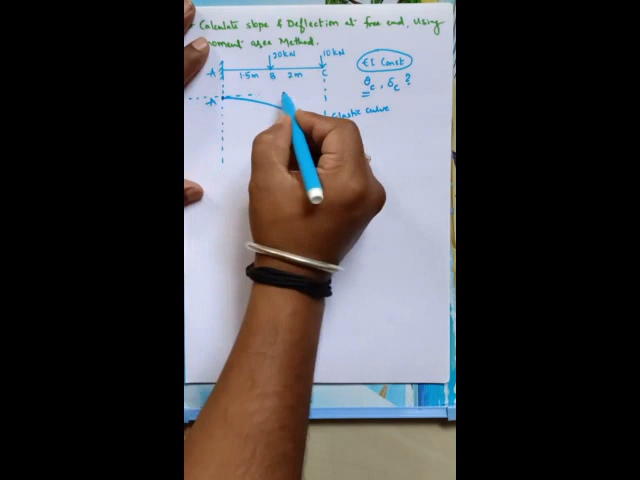 Calculate slope & Deflection at free end, Using
moment area Method.
20kN 10kN
A 1.5m B 2m C
EI Const
θc, δc ?
A
Elastic curve